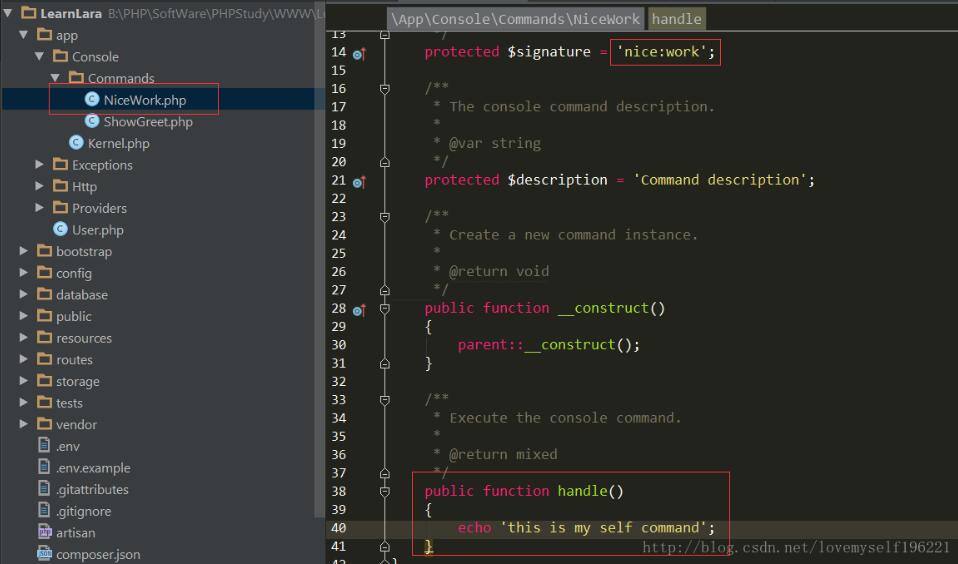 LearnLara B:\PHP\SoftWare\PHPStudy\WWW\Le
app
Console
Commands
NiceWork.php
ShowGreet.php
Kernel.php
Exceptions
Http
Providers
User.php
bootstrap
config
database
public
resources
routes
storage
tests
vendor
.env
.env.example
.gitattributes
.gitignore
artisan
composer.json
\App\Console\Commands\NiceWork handle
13 */
14 protected $signature = 'nice:work';
15
16 /**
17 * The console command description.
18 *
19 * @var string
20 */
21 protected $description = 'Command description';
22
23 /**
24 * Create a new command instance.
25 *
26 * @return void
27 */
28 public function __construct()
29 {
30 parent::__construct();
31 }
32
33 /**
34 * Execute the console command.
35 *
36 * @return mixed
37 */
38 public function handle()
39 {
40 echo 'this is my self command';
41 }
42 }
http://blog.csdn.net/lovemyself196221